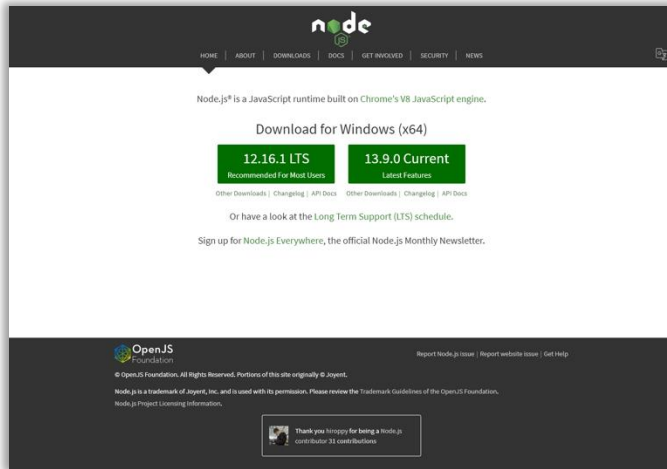 node
JS
HOME | ABOUT | DOWNLOADS | DOCS | GET INVOLVED | SECURITY | NEWS
Node.js® is a JavaScript runtime built on Chrome's V8 JavaScript engine.
Download for Windows (x64)
12.16.1 LTS
Recommended For Most Users
13.9.0 Current
Latest Features
Other Downloads | Changelog | API Docs
Other Downloads | Changelog | API Docs
Or have a look at the Long Term Support (LTS) schedule.
Sign up for Node.js Everywhere, the official Node.js Monthly Newsletter.
OpenJS
Foundation
Report Node.js issue | Report website issue | Get Help
© OpenJS Foundation. All Rights Reserved. Portions of this site originally © Joyent.
Node.js is a trademark of Joyent, Inc. and is used with its permission. Please review the Trademark Guidelines of the OpenJS Foundation.
Node.js Project Licensing Information.
Thank you hiroppy for being a Node.js
contributor 31 contributions